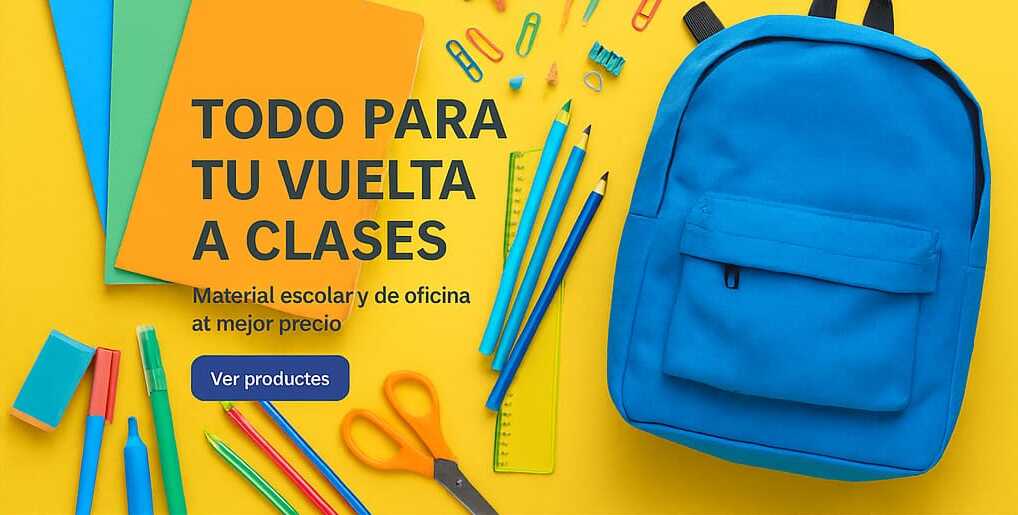 TODO PARA
TU VUELTA
A CLASES
Material escolar y de oficina
at mejor precio
Ver productes